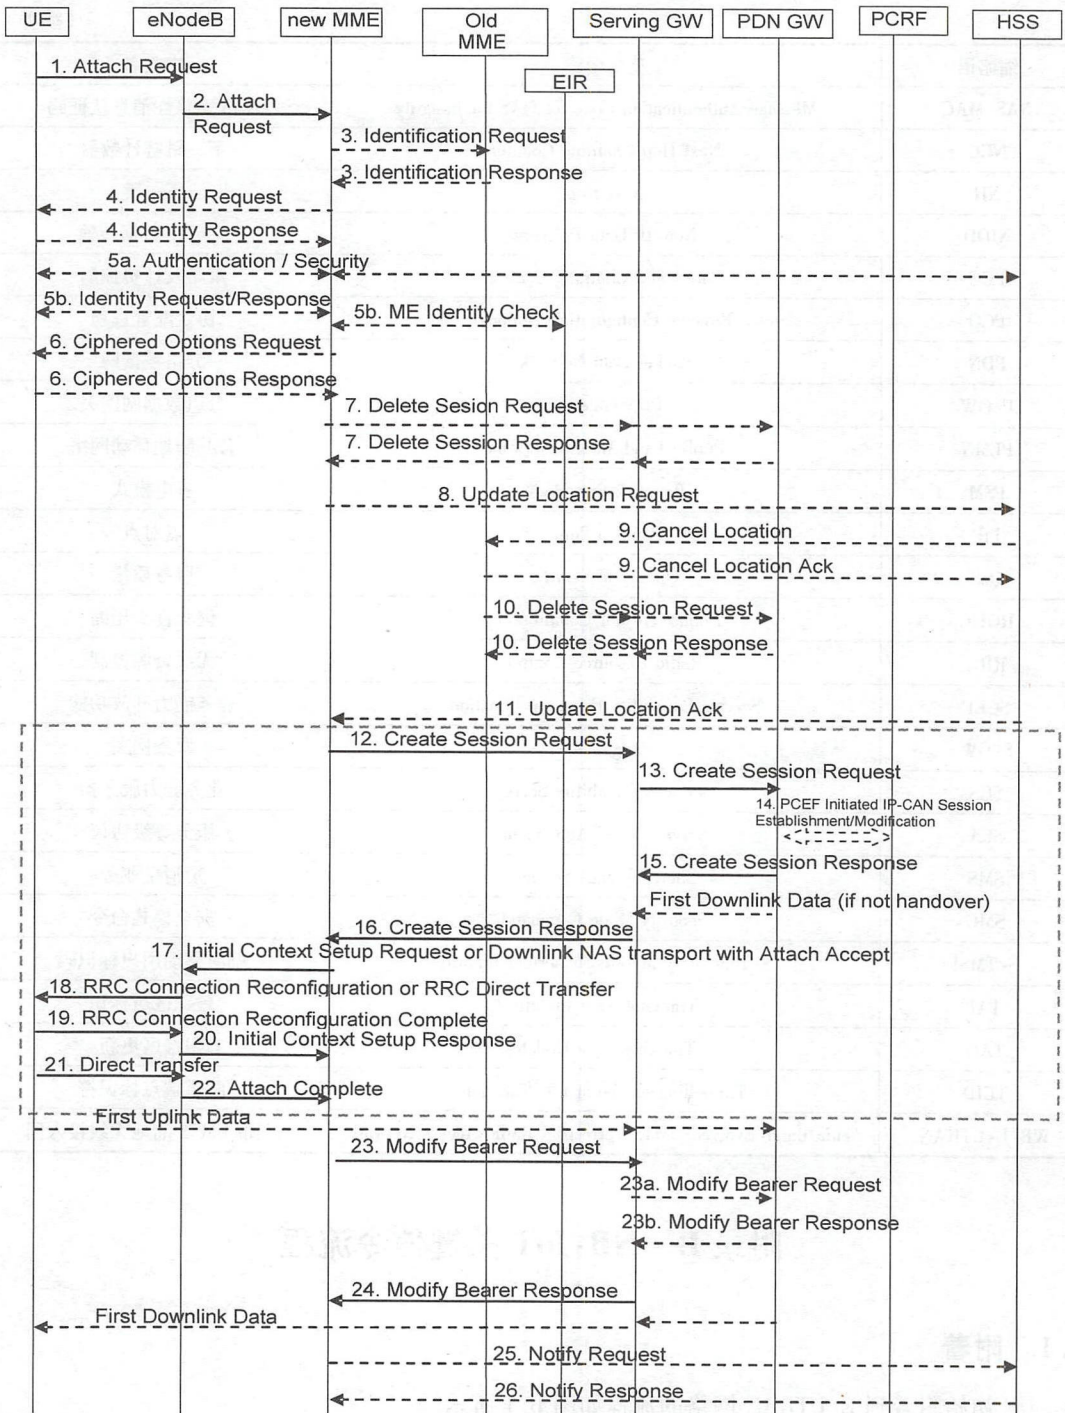 UE
eNodeB
new MME
Old
MME
Serving GW
PDN GW
PCRF
HSS
EIR
1. Attach Request
2. Attach
Request
3. Identification Request
3. Identification Response
4. Identity Request
4. Identity Response
5a. Authentication / Security
5b. Identity Request/Response
5b. ME Identity Check
6. Ciphered Options Request
6. Ciphered Options Response
7. Delete Sesion Request
7. Delete Session Response
8. Update Location Request
9. Cancel Location
9. Cancel Location Ack
10. Delete Session Request
10. Delete Session Response
11. Update Location Ack
12. Create Session Request
13. Create Session Request
14. PCEF Initiated IP-CAN Session
Establishment/Modification
15. Create Session Response
First Downlink Data (if not handover)
16. Create Session Response
17. Initial Context Setup Request or Downlink NAS transport with Attach Accept
18. RRC Connection Reconfiguration or RRC Direct Transfer
19. RRC Connection Reconfiguration Complete
20. Initial Context Setup Response
21. Direct Transfer
22. Attach Complete
First Uplink Data
23. Modify Bearer Request
23a. Modify Bearer Request
23b. Modify Bearer Response
24. Modify Bearer Response
First Downlink Data
25. Notify Request
26. Notify Response